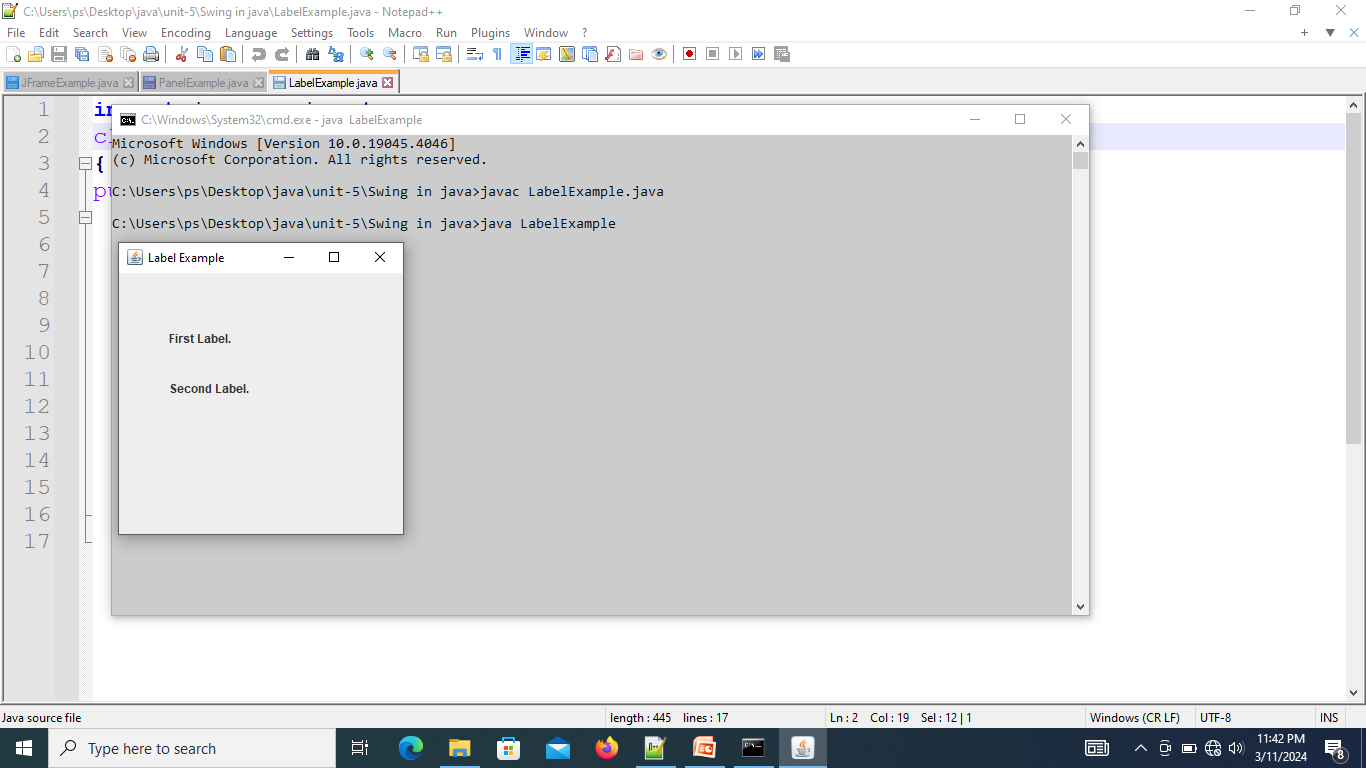 C:\Users\ps\Desktop\java\unit-5\Swing in java\LabelExample.java - Notepad++
File Edit Search View Encoding Language Settings Tools Macro Run Plugins Window ?
JFrameExample.java PanelExample.java LabelExample.java
1
2
3 {
4
5
6
7
8
9
10
11
12
13
14
15
16
17
C:\Windows\System32\cmd.exe - java LabelExample
Microsoft Windows [Version 10.0.19045.4046]
(c) Microsoft Corporation. All rights reserved.
C:\Users\ps\Desktop\java\unit-5\Swing in java>javac LabelExample.java
C:\Users\ps\Desktop\java\unit-5\Swing in java>java LabelExample
Label Example
First Label.
Second Label.
Java source file length : 445 lines : 17 Ln : 2 Col : 19 Sel : 12 | 1 Windows (CR LF) UTF-8 INS
Type here to search
11:42 PM
3/11/2024
8